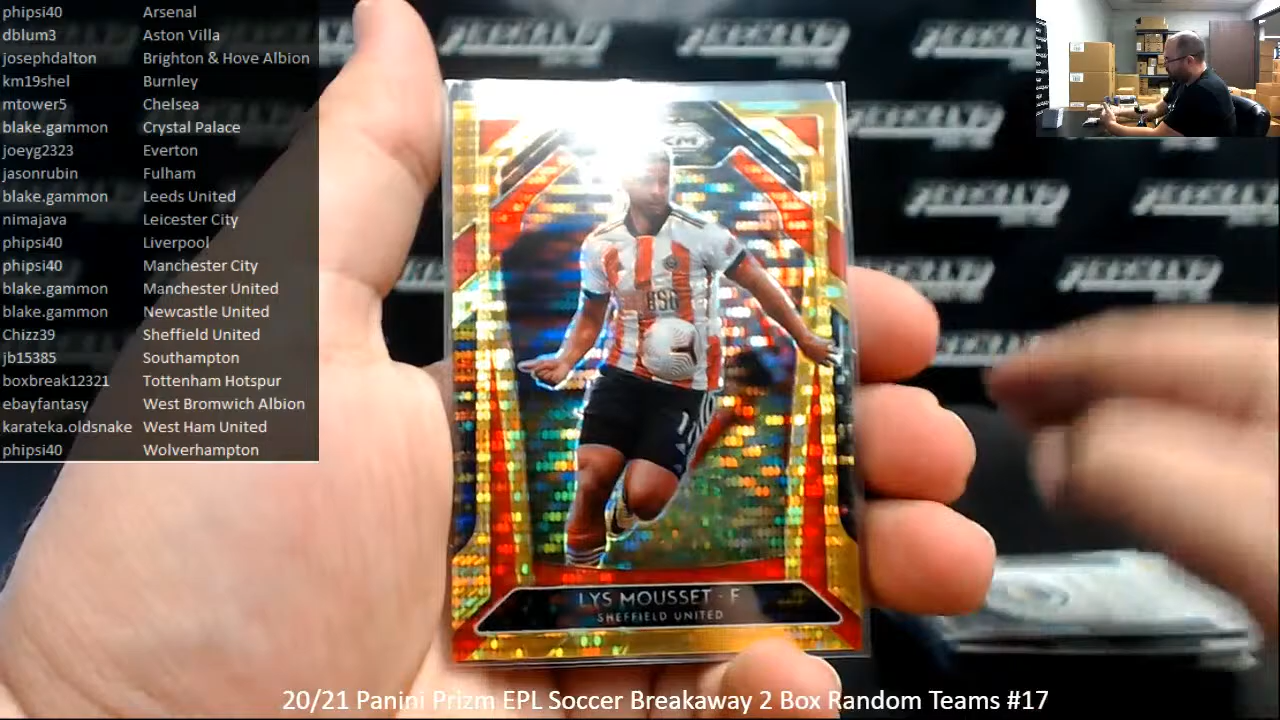 phipsi40 Arsenal
dblum3 Aston Villa
josephdalton Brighton & Hove Albion
km19shel Burnley
mtower5 Chelsea
blake.gammon Crystal Palace
joeyg2323 Everton
jasonrubin Fulham
blake.gammon Leeds United
nimajava Leicester City
phipsi40 Liverpool
phipsi40 Manchester City
blake.gammon Manchester United
blake.gammon Newcastle United
Chizz39 Sheffield United
jb15385 Southampton
boxbreak12321 Tottenham Hotspur
ebayfantasy West Bromwich Albion
karateka.oldsnake West Ham United
phipsi40 Wolverhampton
LYS MOUSSET - F
SHEFFIELD UNITED
20/21 Panini Prizm EPL Soccer Breakaway 2 Box Random Teams #17